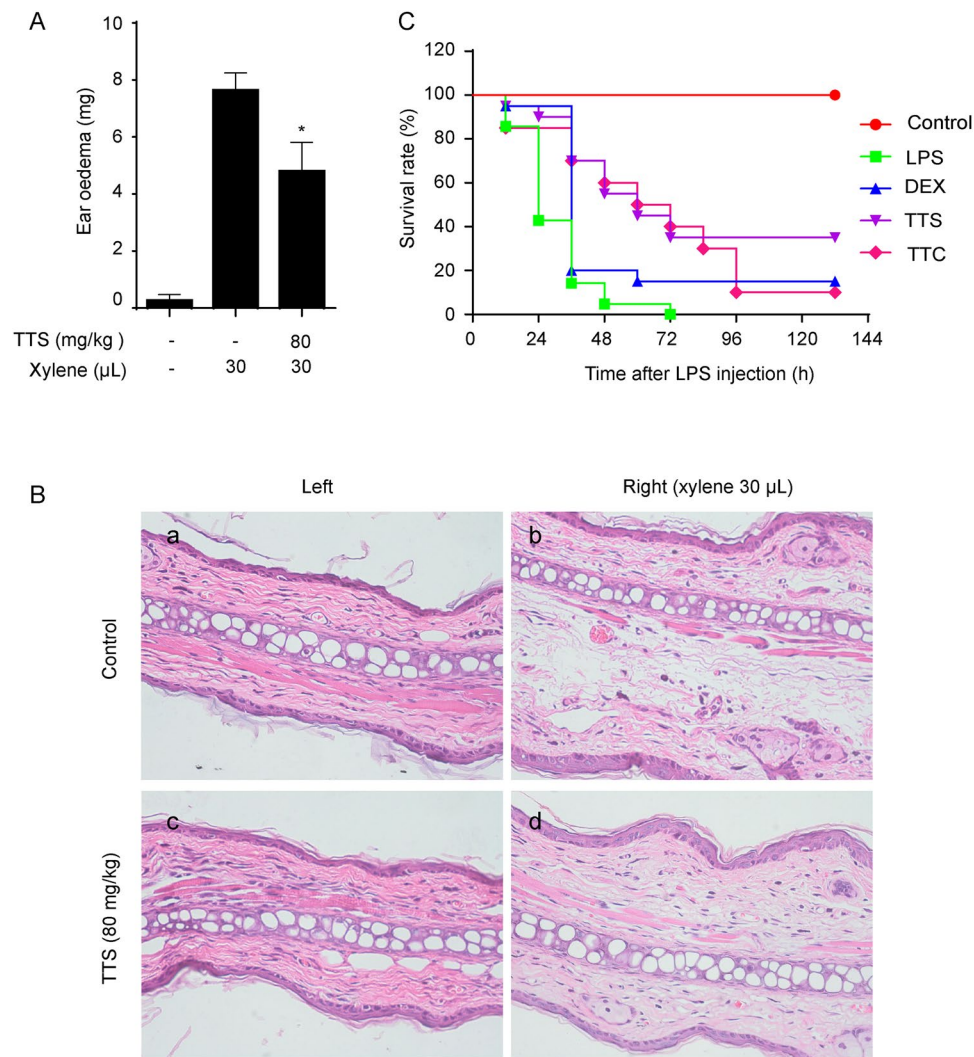 A
10
8
6
4
2
0
Ear oedema (mg)
*
TTS (mg/kg )
-
-
80
Xylene (µL)
-
30
30
C
120
100
80
60
40
20
0
Survival rate (%)
0
24
48
72
96
120
144
Time after LPS injection (h)
Control
LPS
DEX
TTS
TTC
B
Left
Right (xylene 30 µL)
Control
a
b
TTS (80 mg/kg)
c
d